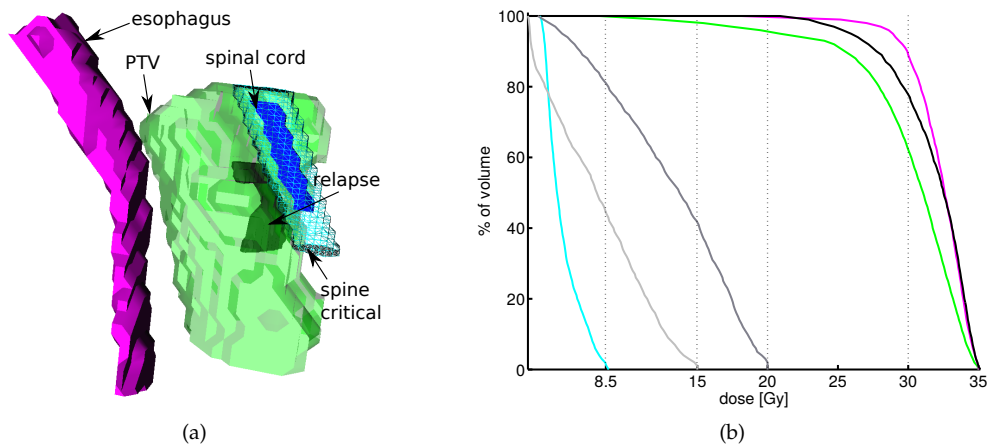 esophagus
PTV
spinal cord
relapse
spine
critical
(a)
% of volume
100
80
60
40
20
0
8.5 15 20 25 30 35
dose [Gy]
(b)